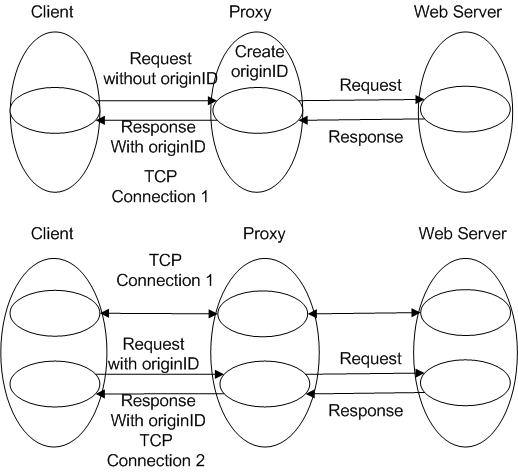 Client
Proxy
Web Server
Request
without originID
Create
originID
Request
Response
With originID
Response
TCP
Connection 1
Client
Proxy
Web Server
TCP
Connection 1
Request
with originID
Request
Response
With originID
Response
TCP
Connection 2